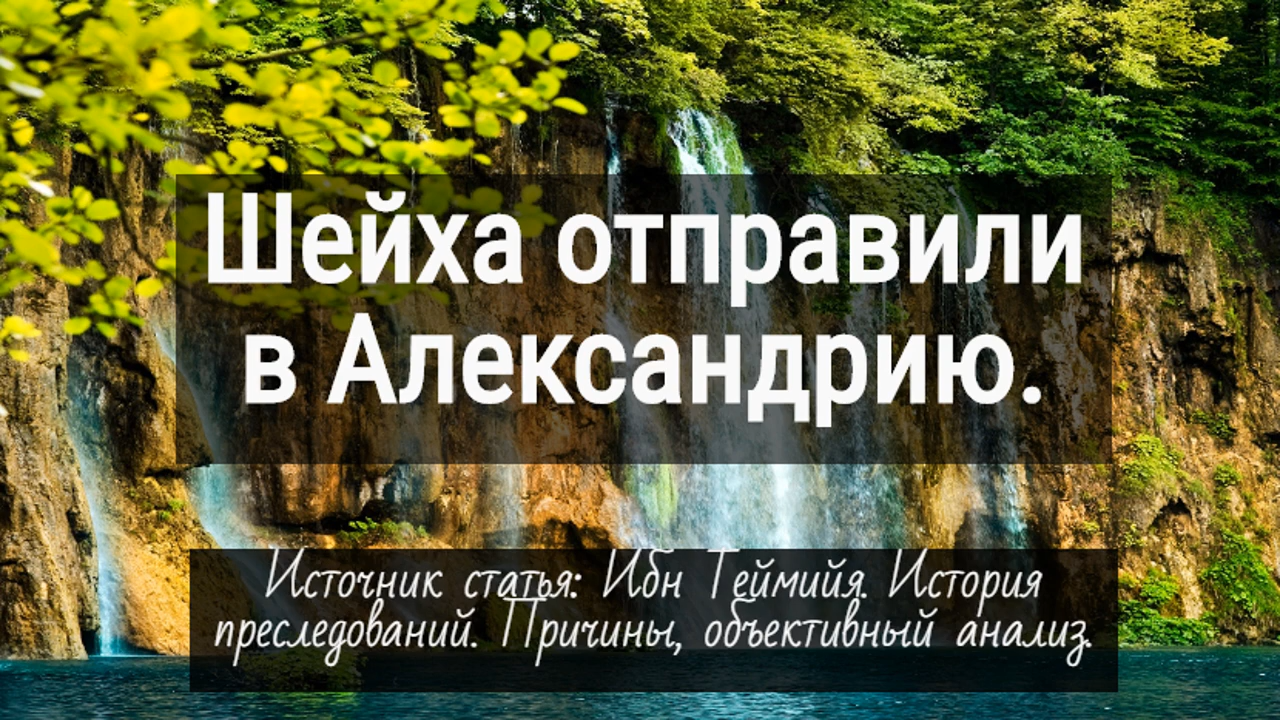 Шейха отправили
в Александрию.
Источник статья: Ибн Теймийя. История
преследований. Причины, объективный анализ.